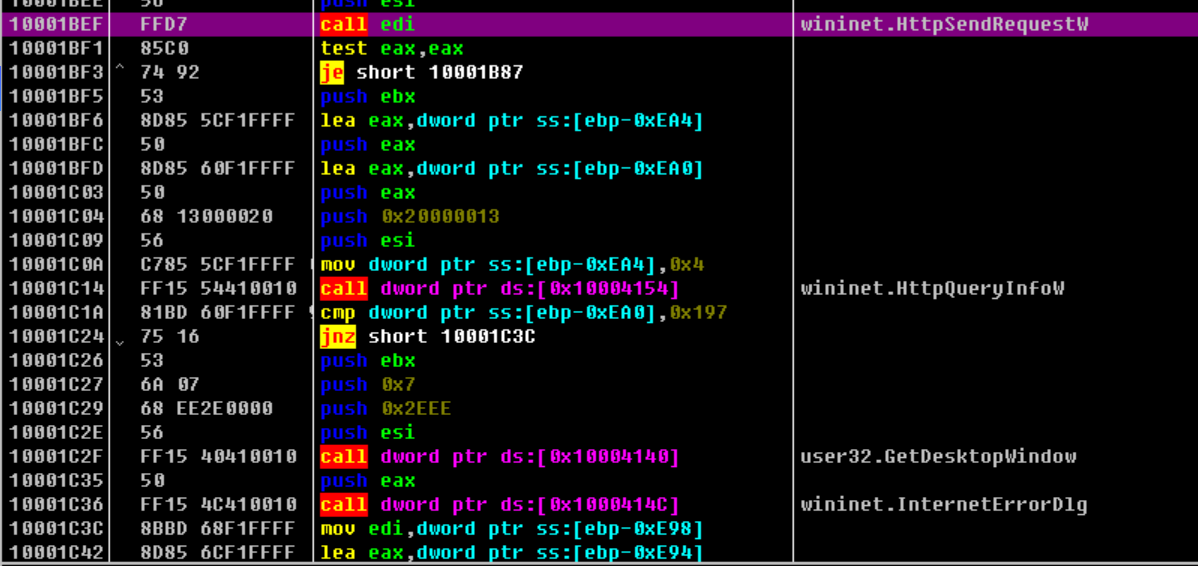 10001BEE 56 push esi
10001BEF FFD7 call edi wininet.HttpSendRequestW
10001BF1 85C0 test eax,eax
10001BF3 ^ 74 92 je short 10001B87
10001BF5 53 push ebx
10001BF6 8D85 5CF1FFFF lea eax,dword ptr ss:[ebp-0xEA4]
10001BFC 50 push eax
10001BFD 8D85 60F1FFFF lea eax,dword ptr ss:[ebp-0xEA0]
10001C03 50 push eax
10001C04 68 13000020 push 0x20000013
10001C09 56 push esi
10001C0A C785 5CF1FFFF mov dword ptr ss:[ebp-0xEA4],0x4
10001C14 FF15 54410010 call dword ptr ds:[0x10004154] wininet.HttpQueryInfoW
10001C1A 81BD 60F1FFFF cmp dword ptr ss:[ebp-0xEA0],0x197
10001C24 75 16 jnz short 10001C3C
10001C26 53 push ebx
10001C27 6A 07 push 0x7
10001C29 68 EE2E0000 push 0x2EEE
10001C2E 56 push esi
10001C2F FF15 40410010 call dword ptr ds:[0x10004140] user32.GetDesktopWindow
10001C35 50 push eax
10001C36 FF15 4C410010 call dword ptr ds:[0x1000414C] wininet.InternetErrorDlg
10001C3C 8BBD 68F1FFFF mov edi,dword ptr ss:[ebp-0xE98]
10001C42 8D85 6CF1FFFF lea eax,dword ptr ss:[ebp-0xE94]